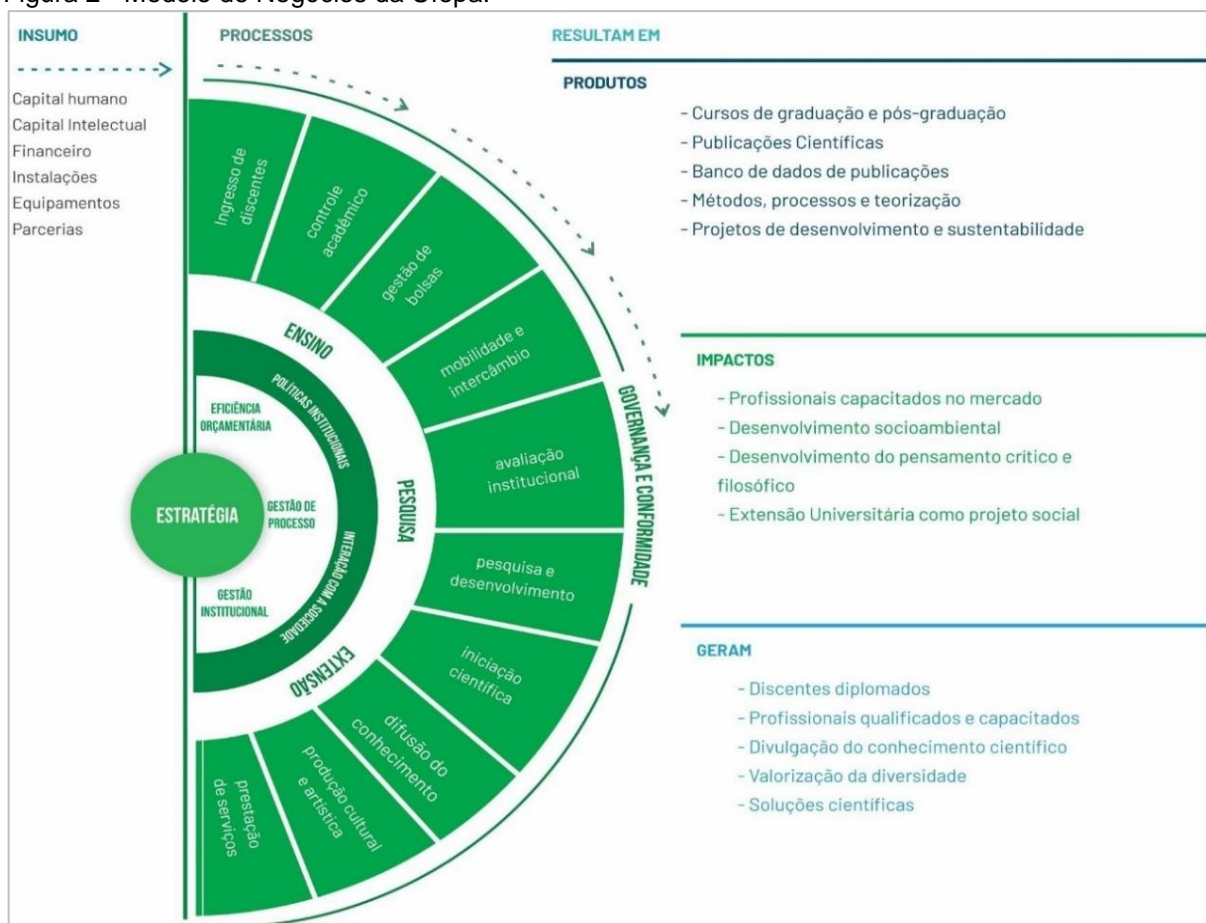 Figura 2 - Modelo de Negócios da Ufopa.
INSUMO
Capital humano
Capital Intelectual
Financeiro
Instalações
Equipamentos
Parcerias
PROCESSOS
Ingresso de
discentes
controle
acadêmico
gestão de
bolsas
mobilidade e
intercâmbio
avaliação
institucional
pesquisa e
desenvolvimento
iniciação
científica
difusão do
conhecimento
produção cultural
e artística
prestação
de serviços
GOVERNANÇA E CONFORMIDADE
ENSINO
PESQUISA
EXTENSÃO
POLÍTICAS INSTITUCIONAIS
INTERAÇÃO COM A SOCIEDADE
EFICIÊNCIA
ORÇAMENTÁRIA
ESTRATÉGIA
GESTÃO DE
PROCESSO
GESTÃO
INSTITUCIONAL
RESULTAM EM
PRODUTOS
- Cursos de graduação e pós-graduação
- Publicações Científicas
- Banco de dados de publicações
- Métodos, processos e teorização
- Projetos de desenvolvimento e sustentabilidade
IMPACTOS
- Profissionais capacitados no mercado
- Desenvolvimento socioambiental
- Desenvolvimento do pensamento crítico e
filosófico
- Extensão Universitária como projeto social
GERAM
- Discentes diplomados
- Profissionais qualificados e capacitados
- Divulgação do conhecimento científico
- Valorização da diversidade
- Soluções científicas